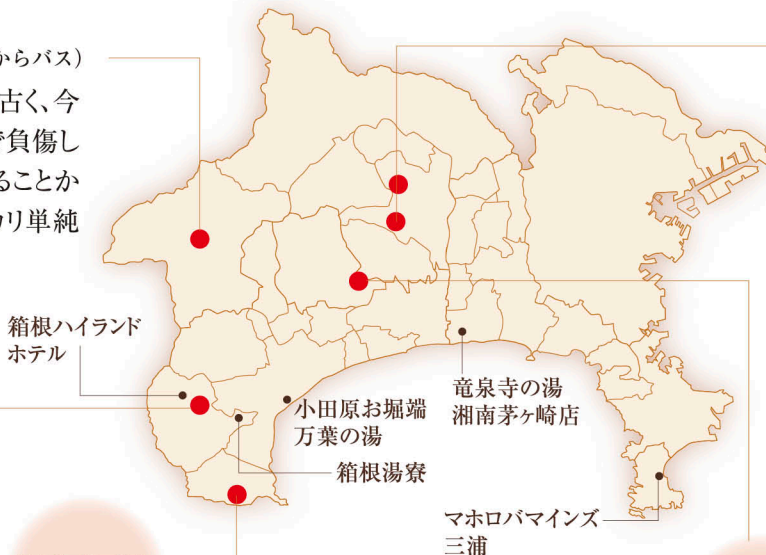 からバス)
古く、今
で負傷し
ることか
カリ単純
箱根ハイランド
ホテル
小田原お堀端
万葉の湯
箱根湯寮
竜泉寺の湯
湘南茅ヶ崎店
マホロバマインズ
三浦